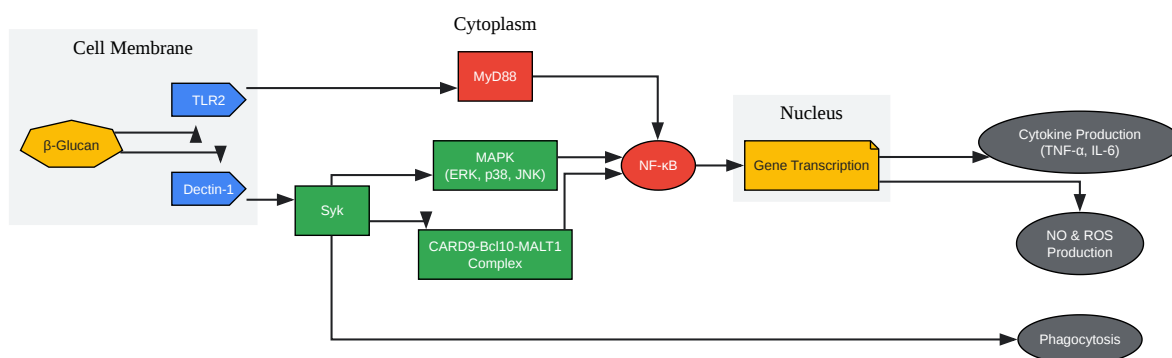 Cell Membrane
Cytoplasm
TLR2
MyD88
β-Glucan
Dectin-1
Syk
MAPK
(ERK, p38, JNK)
CARD9-Bcl10-MALT1
Complex
NF-κB
Nucleus
Gene Transcription
Cytokine Production
(TNF-α, IL-6)
NO & ROS
Production
Phagocytosis